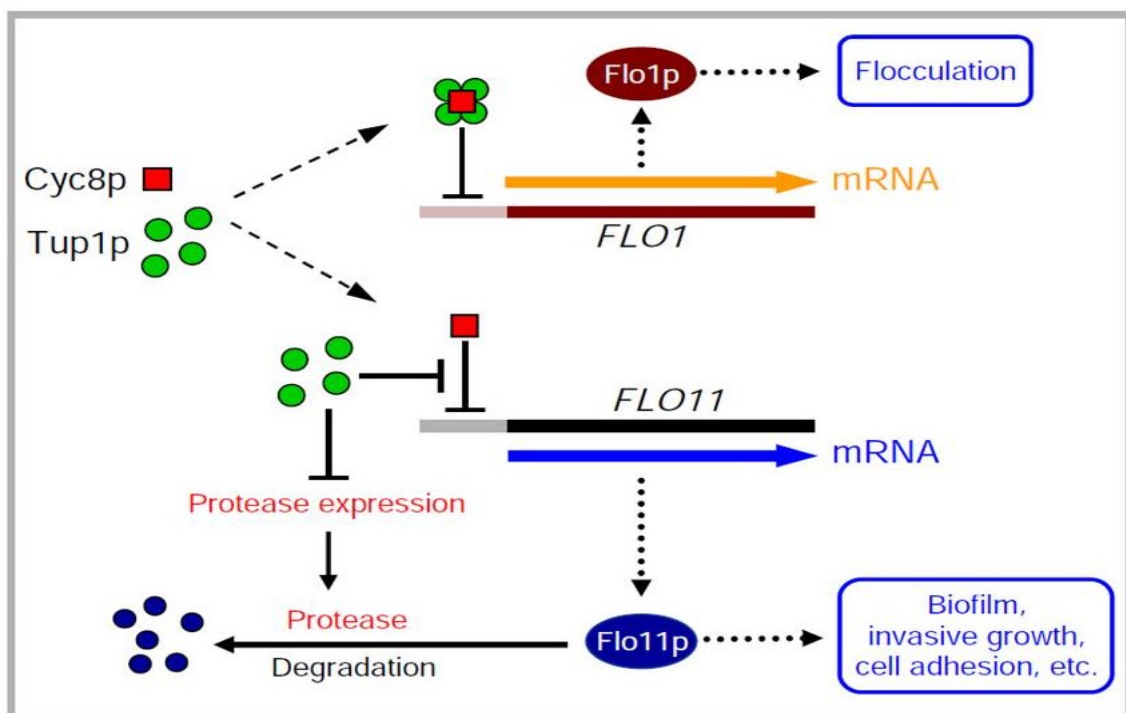 Flo1p
Flocculation
Cyc8p
mRNA
Tup1p
FLO1
FLO11
mRNA
Protease expression
Protease
Degradation
Flo11p
Biofilm,
invasive growth,
cell adhesion, etc.